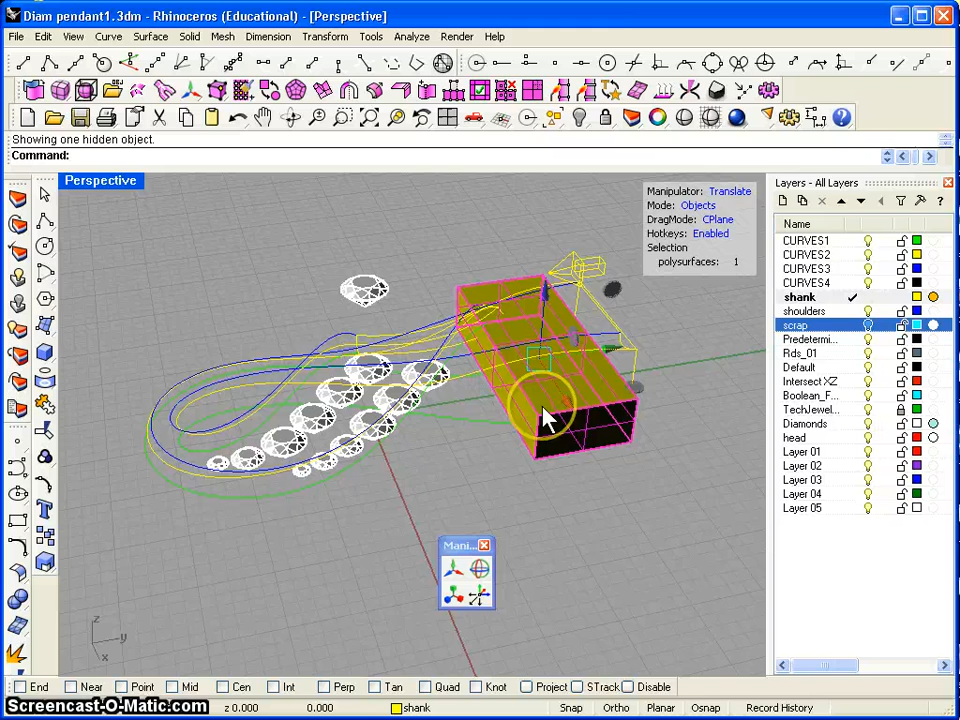 Diam pendant1.3dm - Rhinoceros (Educational) - [Perspective]
File Edit View Curve Surface Solid Mesh Dimension Transform Tools Analyze Render Help
Showing one hidden object.
Command:
Perspective
Manipulator: Translate
Mode: Objects
DragMode: CPlane
Hotkeys: Enabled
Selection
polysurfaces: 1
Layers - All Layers
Name
CURVES1
CURVES2
CURVES3
CURVES4
shank
shoulders
scrap
Predetermi...
Rds_01
Default
Intersect XZ
Boolean_F...
TechJewel...
Diamonds
head
Layer 01
Layer 02
Layer 03
Layer 04
Layer 05
Mani...
z
y
x
End Near Point Mid Cen Int Perp Tan Quad Knot Project STrack Disable
Screencast-O-Matic.com
z 0.000 0.000 shank Snap Ortho Planar Osnap Record History